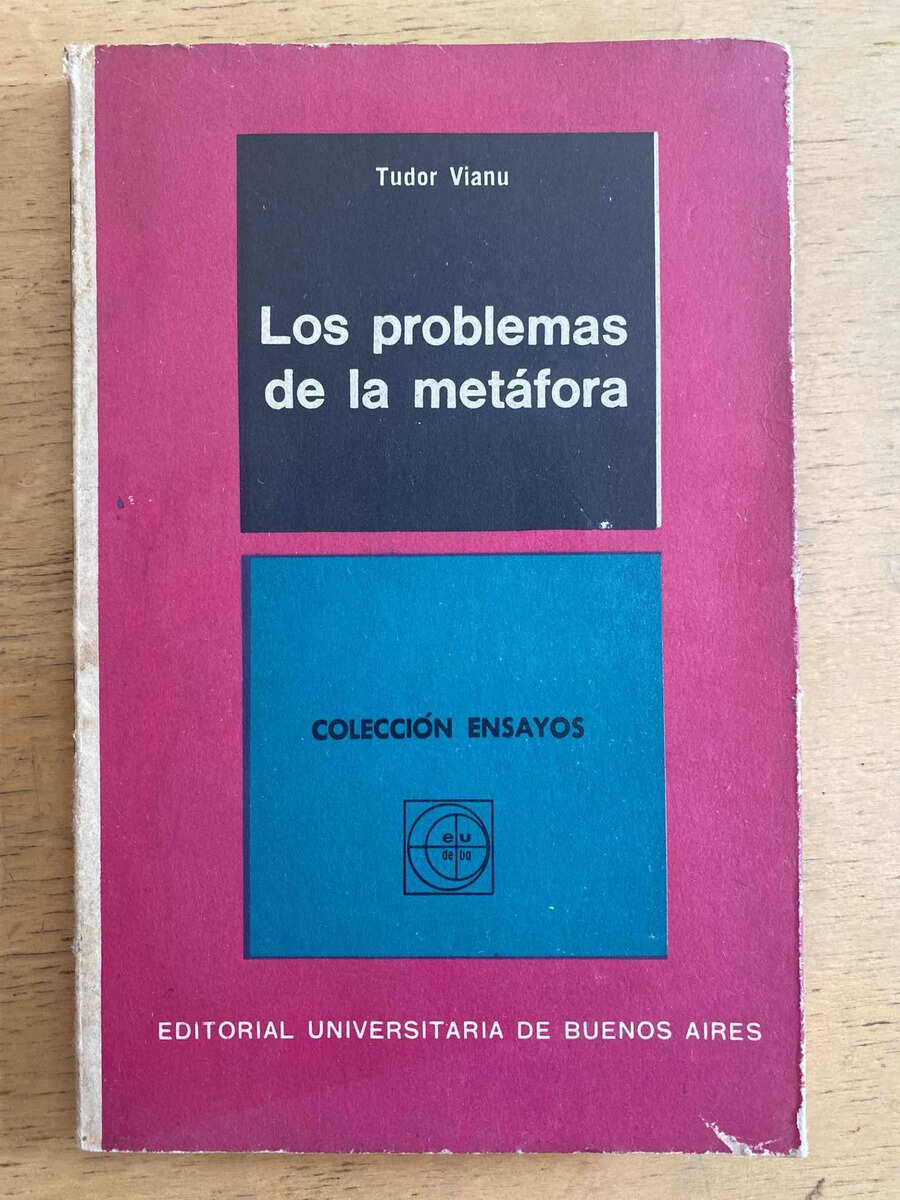 Tudor Vianu
Los problemas
de la metáfora
COLECCIÓN ENSAYOS
eu
de ba
EDITORIAL UNIVERSITARIA DE BUENOS AIRES